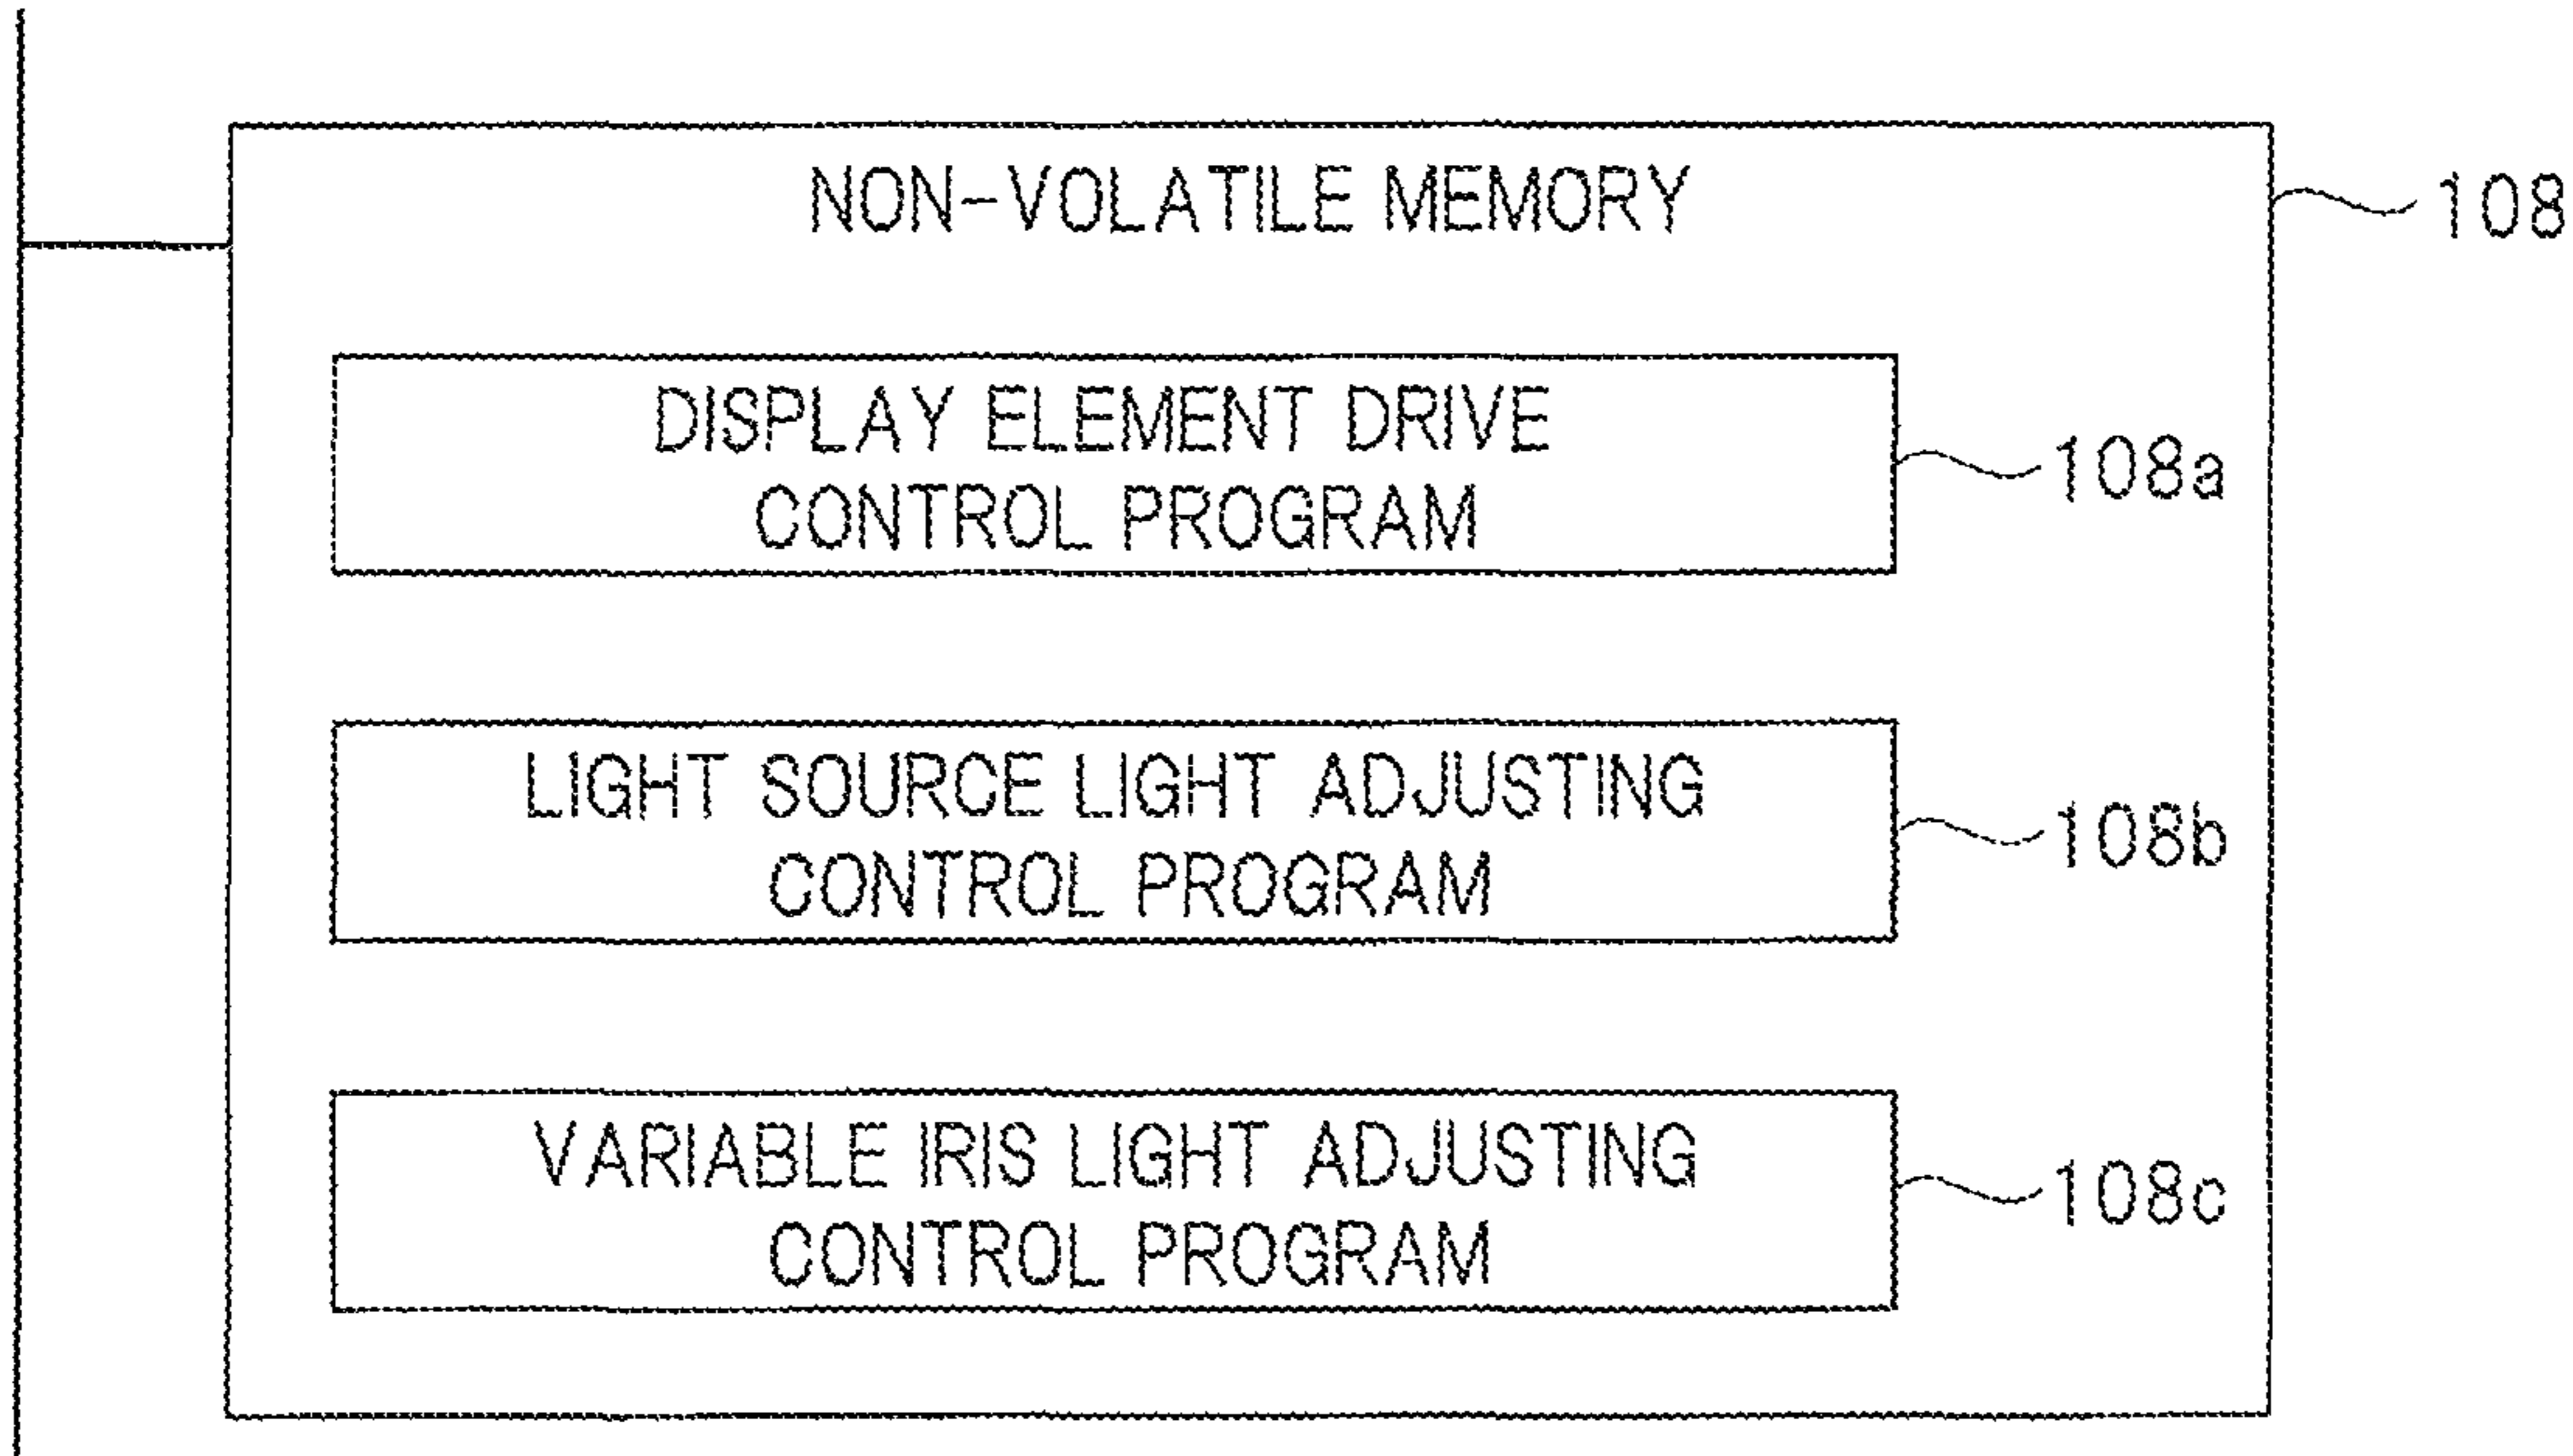 NON-VOLATILE MEMORY
108
DISPLAY ELEMENT DRIVE
CONTROL PROGRAM
108a
LIGHT SOURCE LIGHT ADJUSTING
CONTROL PROGRAM
108b
VARIABLE IRIS LIGHT ADJUSTING
CONTROL PROGRAM
108c